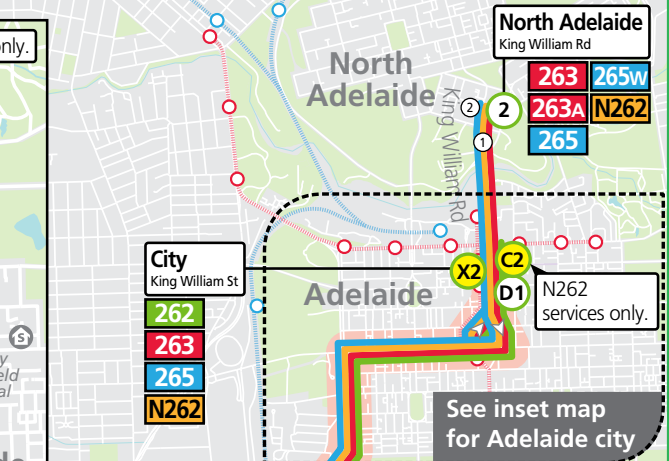 only.
North Adelaide
King William Rd
263 265W
263A N262
265
North
Adelaide
King William Rd
2
2
1
City
King William St
262
263
265
N262
Adelaide
X2
C2
D1
N262
services only.
S
y
eld
al
See inset map
for Adelaide city